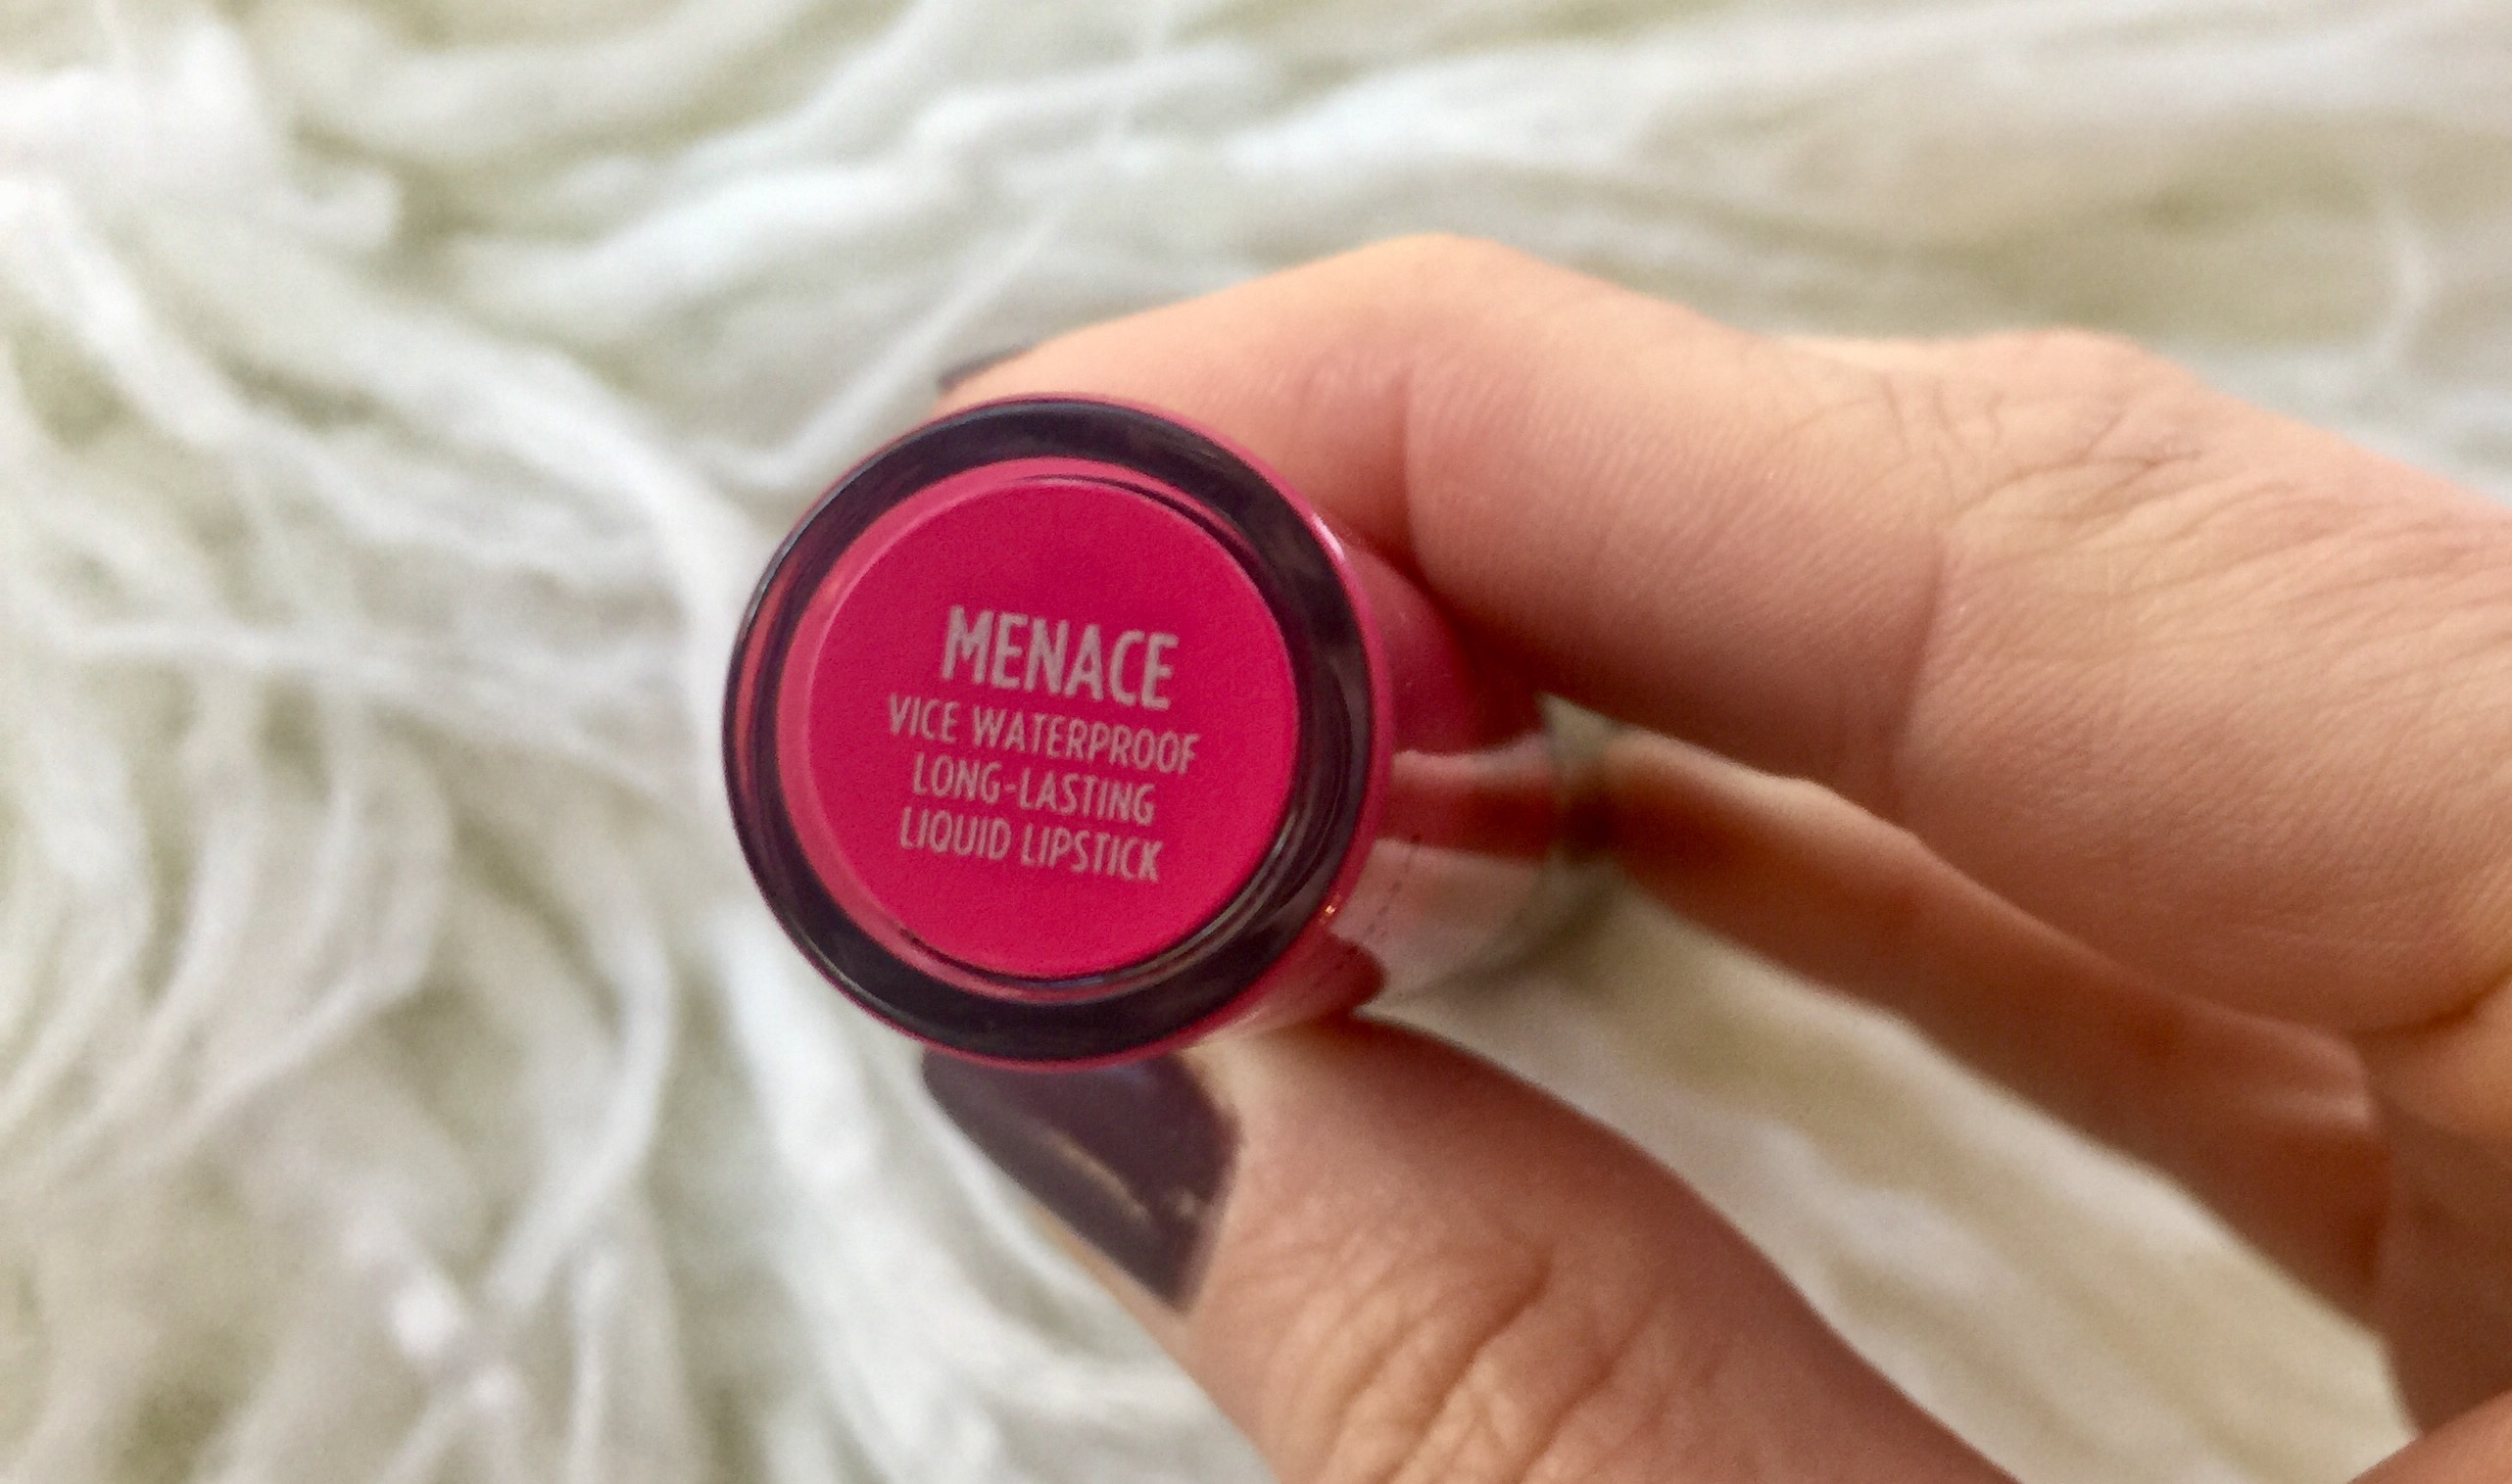 MENACE
VICE WATERPROOF
LONG-LASTING
LIQUID LIPSTICK